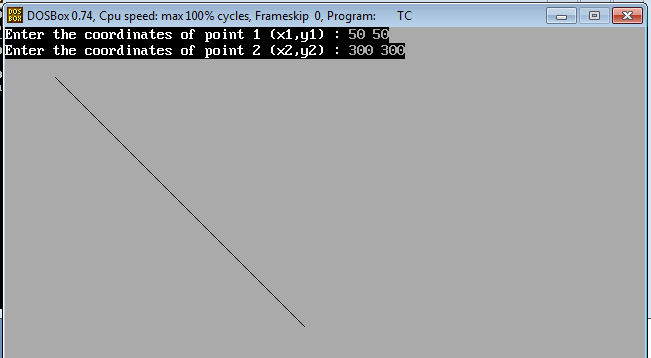 DOSBox 0.74, Cpu speed: max 100% cycles, Frameskip 0, Program: TC
Enter the coordinates of point 1 (x1,y1) : 50 50
Enter the coordinates of point 2 (x2,y2) : 300 300